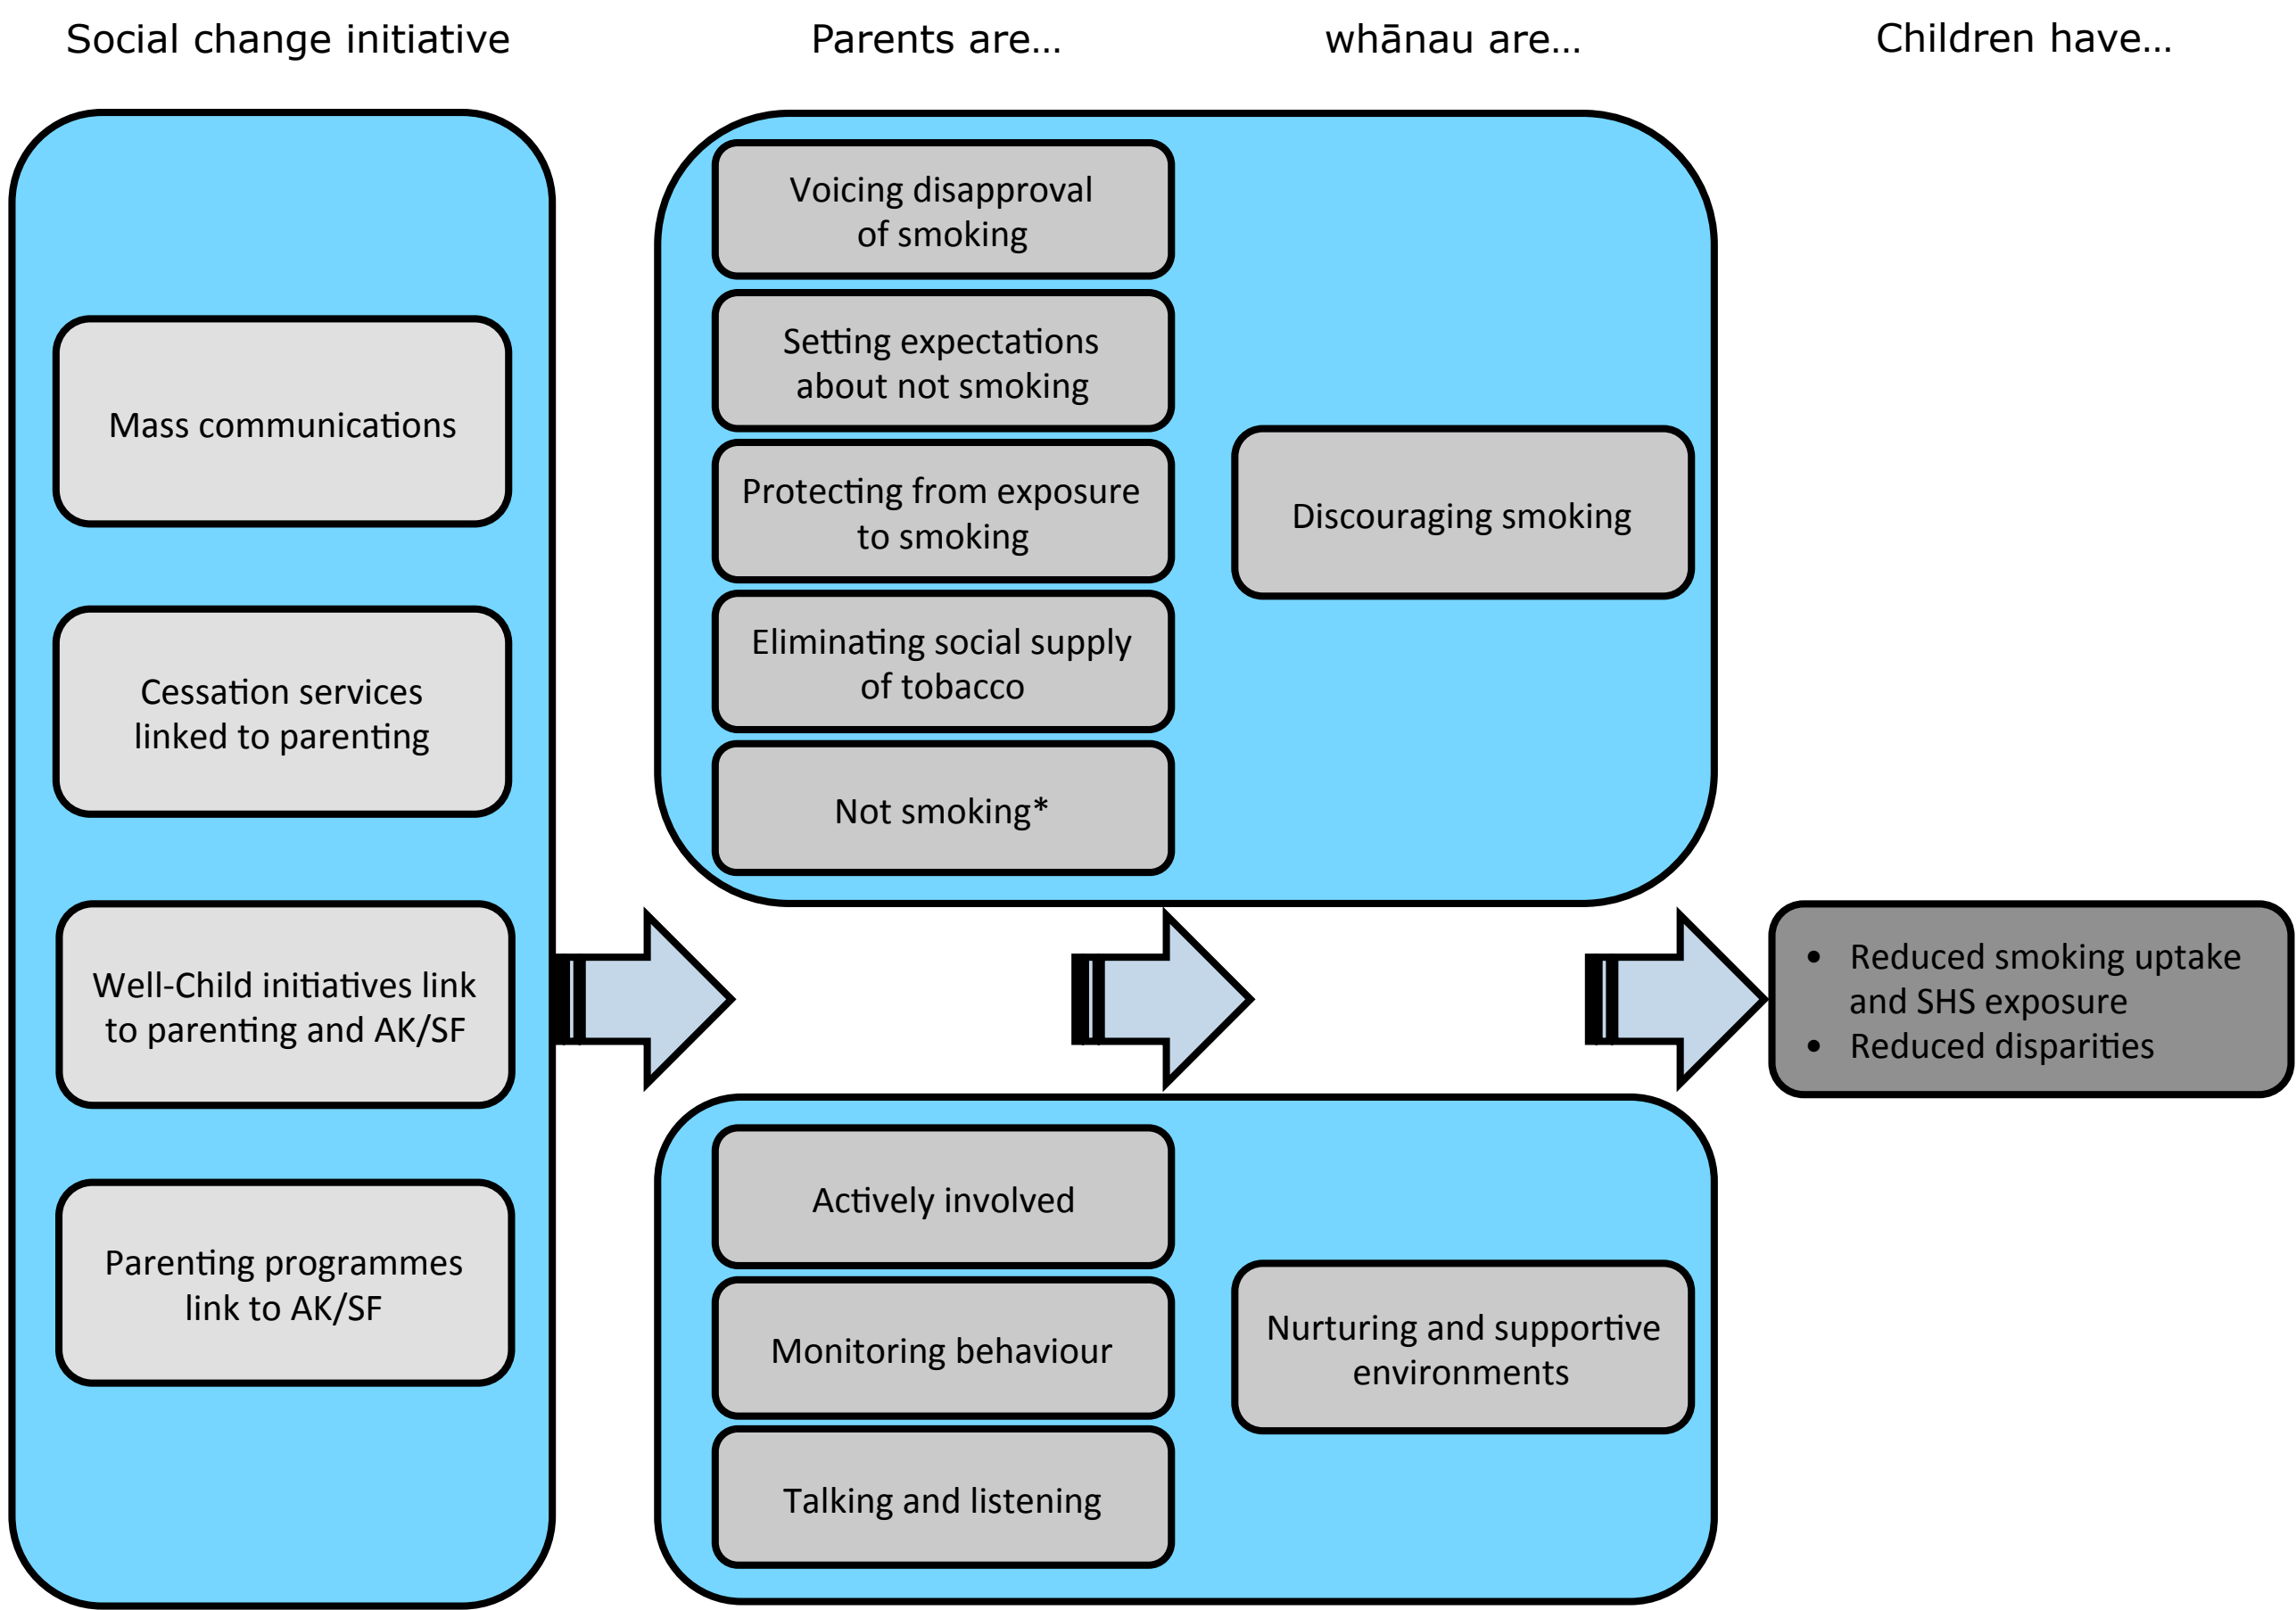 Social change initiative
Parents are...
whānau are...
Children have...
Mass communications
Cessation services
linked to parenting
Well-Child initiatives link
to parenting and AK/SF
Parenting programmes
link to AK/SF
Voicing disapproval
of smoking
Setting expectations
about not smoking
Protecting from exposure
to smoking
Eliminating social supply
of tobacco
Not smoking*
Discouraging smoking
Actively involved
Monitoring behaviour
Talking and listening
Nurturing and supportive
environments
• Reduced smoking uptake
and SHS exposure
• Reduced disparities